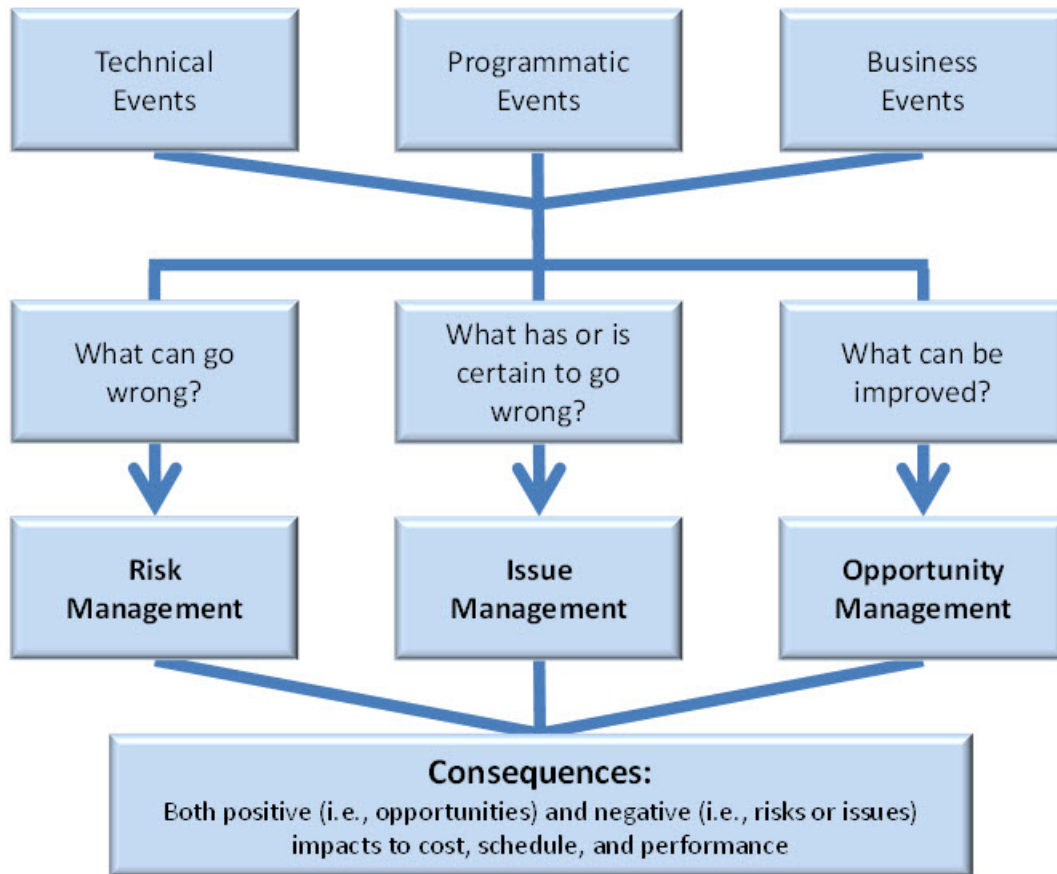 Technical
Events
Programmatic
Events
Business
Events
What can go
wrong?
What has or is
certain to go
wrong?
What can be
improved?
Risk
Management
Issue
Management
Opportunity
Management
Consequences:
Both positive (i.e., opportunities) and negative (i.e., risks or issues)
impacts to cost, schedule, and performance